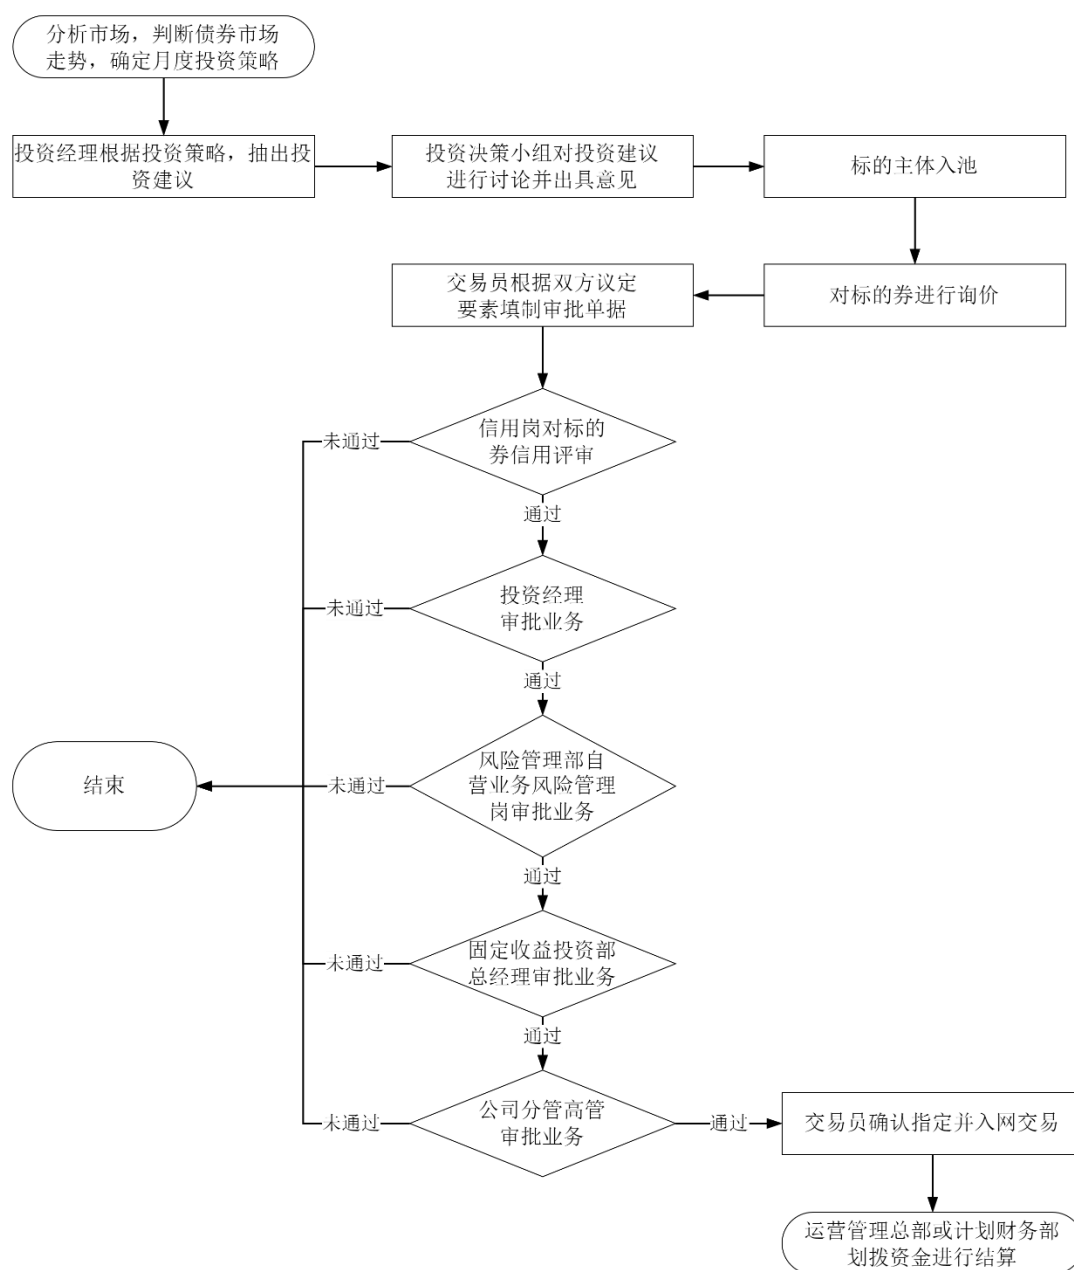 分析市场，判断债券市场
走势，确定月度投资策略
投资经理根据投资策略，抽出投
资建议
投资决策小组对投资建议
进行讨论并出具意见
标的主体入池
交易员根据双方议定
要素填制审批单据
对标的券进行询价
信用岗对标的
券信用评审
未通过
通过
投资经理
审批业务
未通过
通过
风险管理部自
营业务风险管理
岗审批业务
未通过
结束
通过
固定收益投资部
总经理审批业务
未通过
通过
公司分管高管
审批业务
未通过
通过
交易员确认指定并入网交易
运营管理总部或计划财务部
划拨资金进行结算